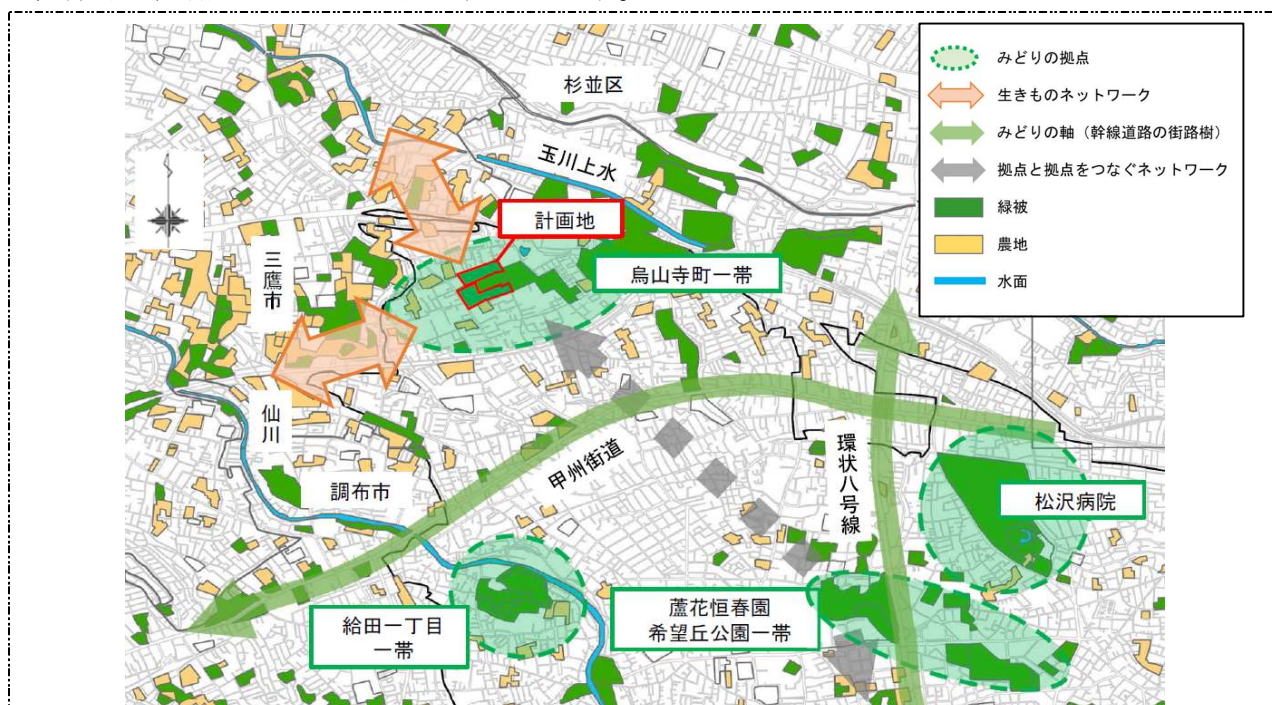 杉並区
玉川上水
計画地
烏山寺町一帯
三鷹市
仙川
調布市
甲州街道
環状八号線
松沢病院
給田一丁目
一帯
蘆花恒春園
希望丘公園一帯
みどりの拠点
生きものネットワーク
みどりの軸（幹線道路の街路樹）
拠点と拠点をつなぐネットワーク
緑被
農地
水面